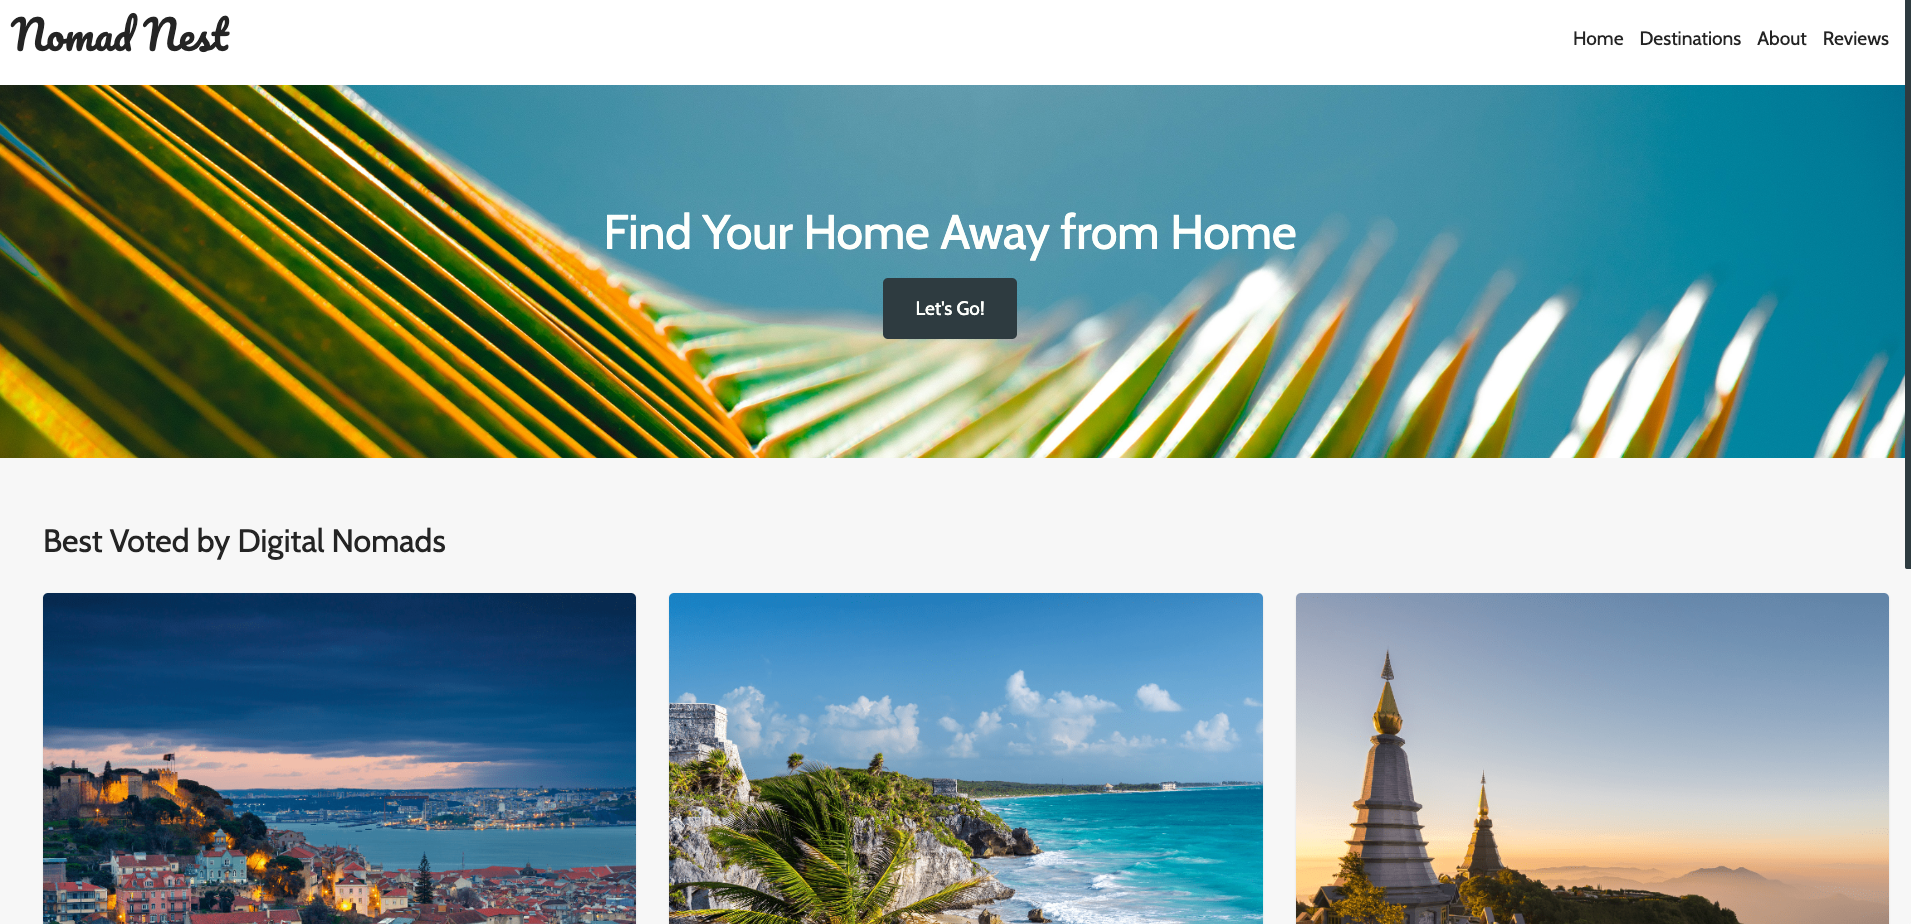 Nomad Nest
Home Destinations About Reviews
Find Your Home Away from Home
Let's Go!
Best Voted by Digital Nomads